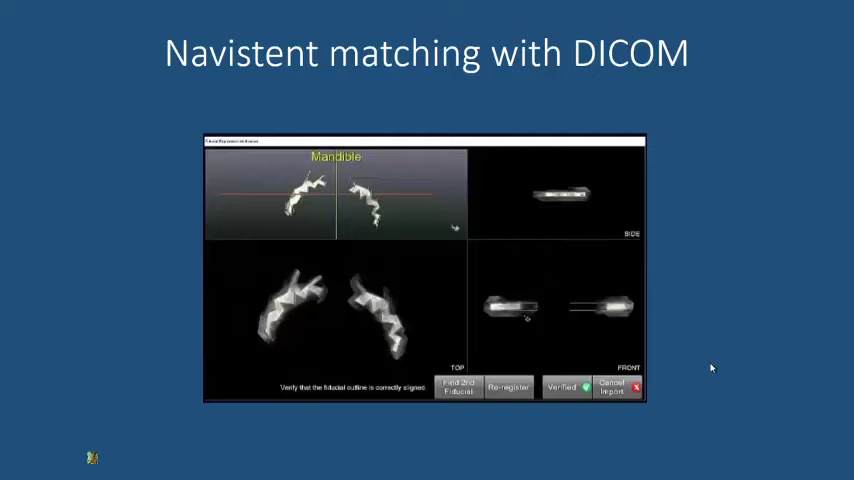 Navistent matching with DICOM
Mandible
SIDE
TOP
FRONT
Verify that the fiducial outline is correctly aligned.
Find 2nd
Fiducial
Re-register
Verified
Cancel
Import